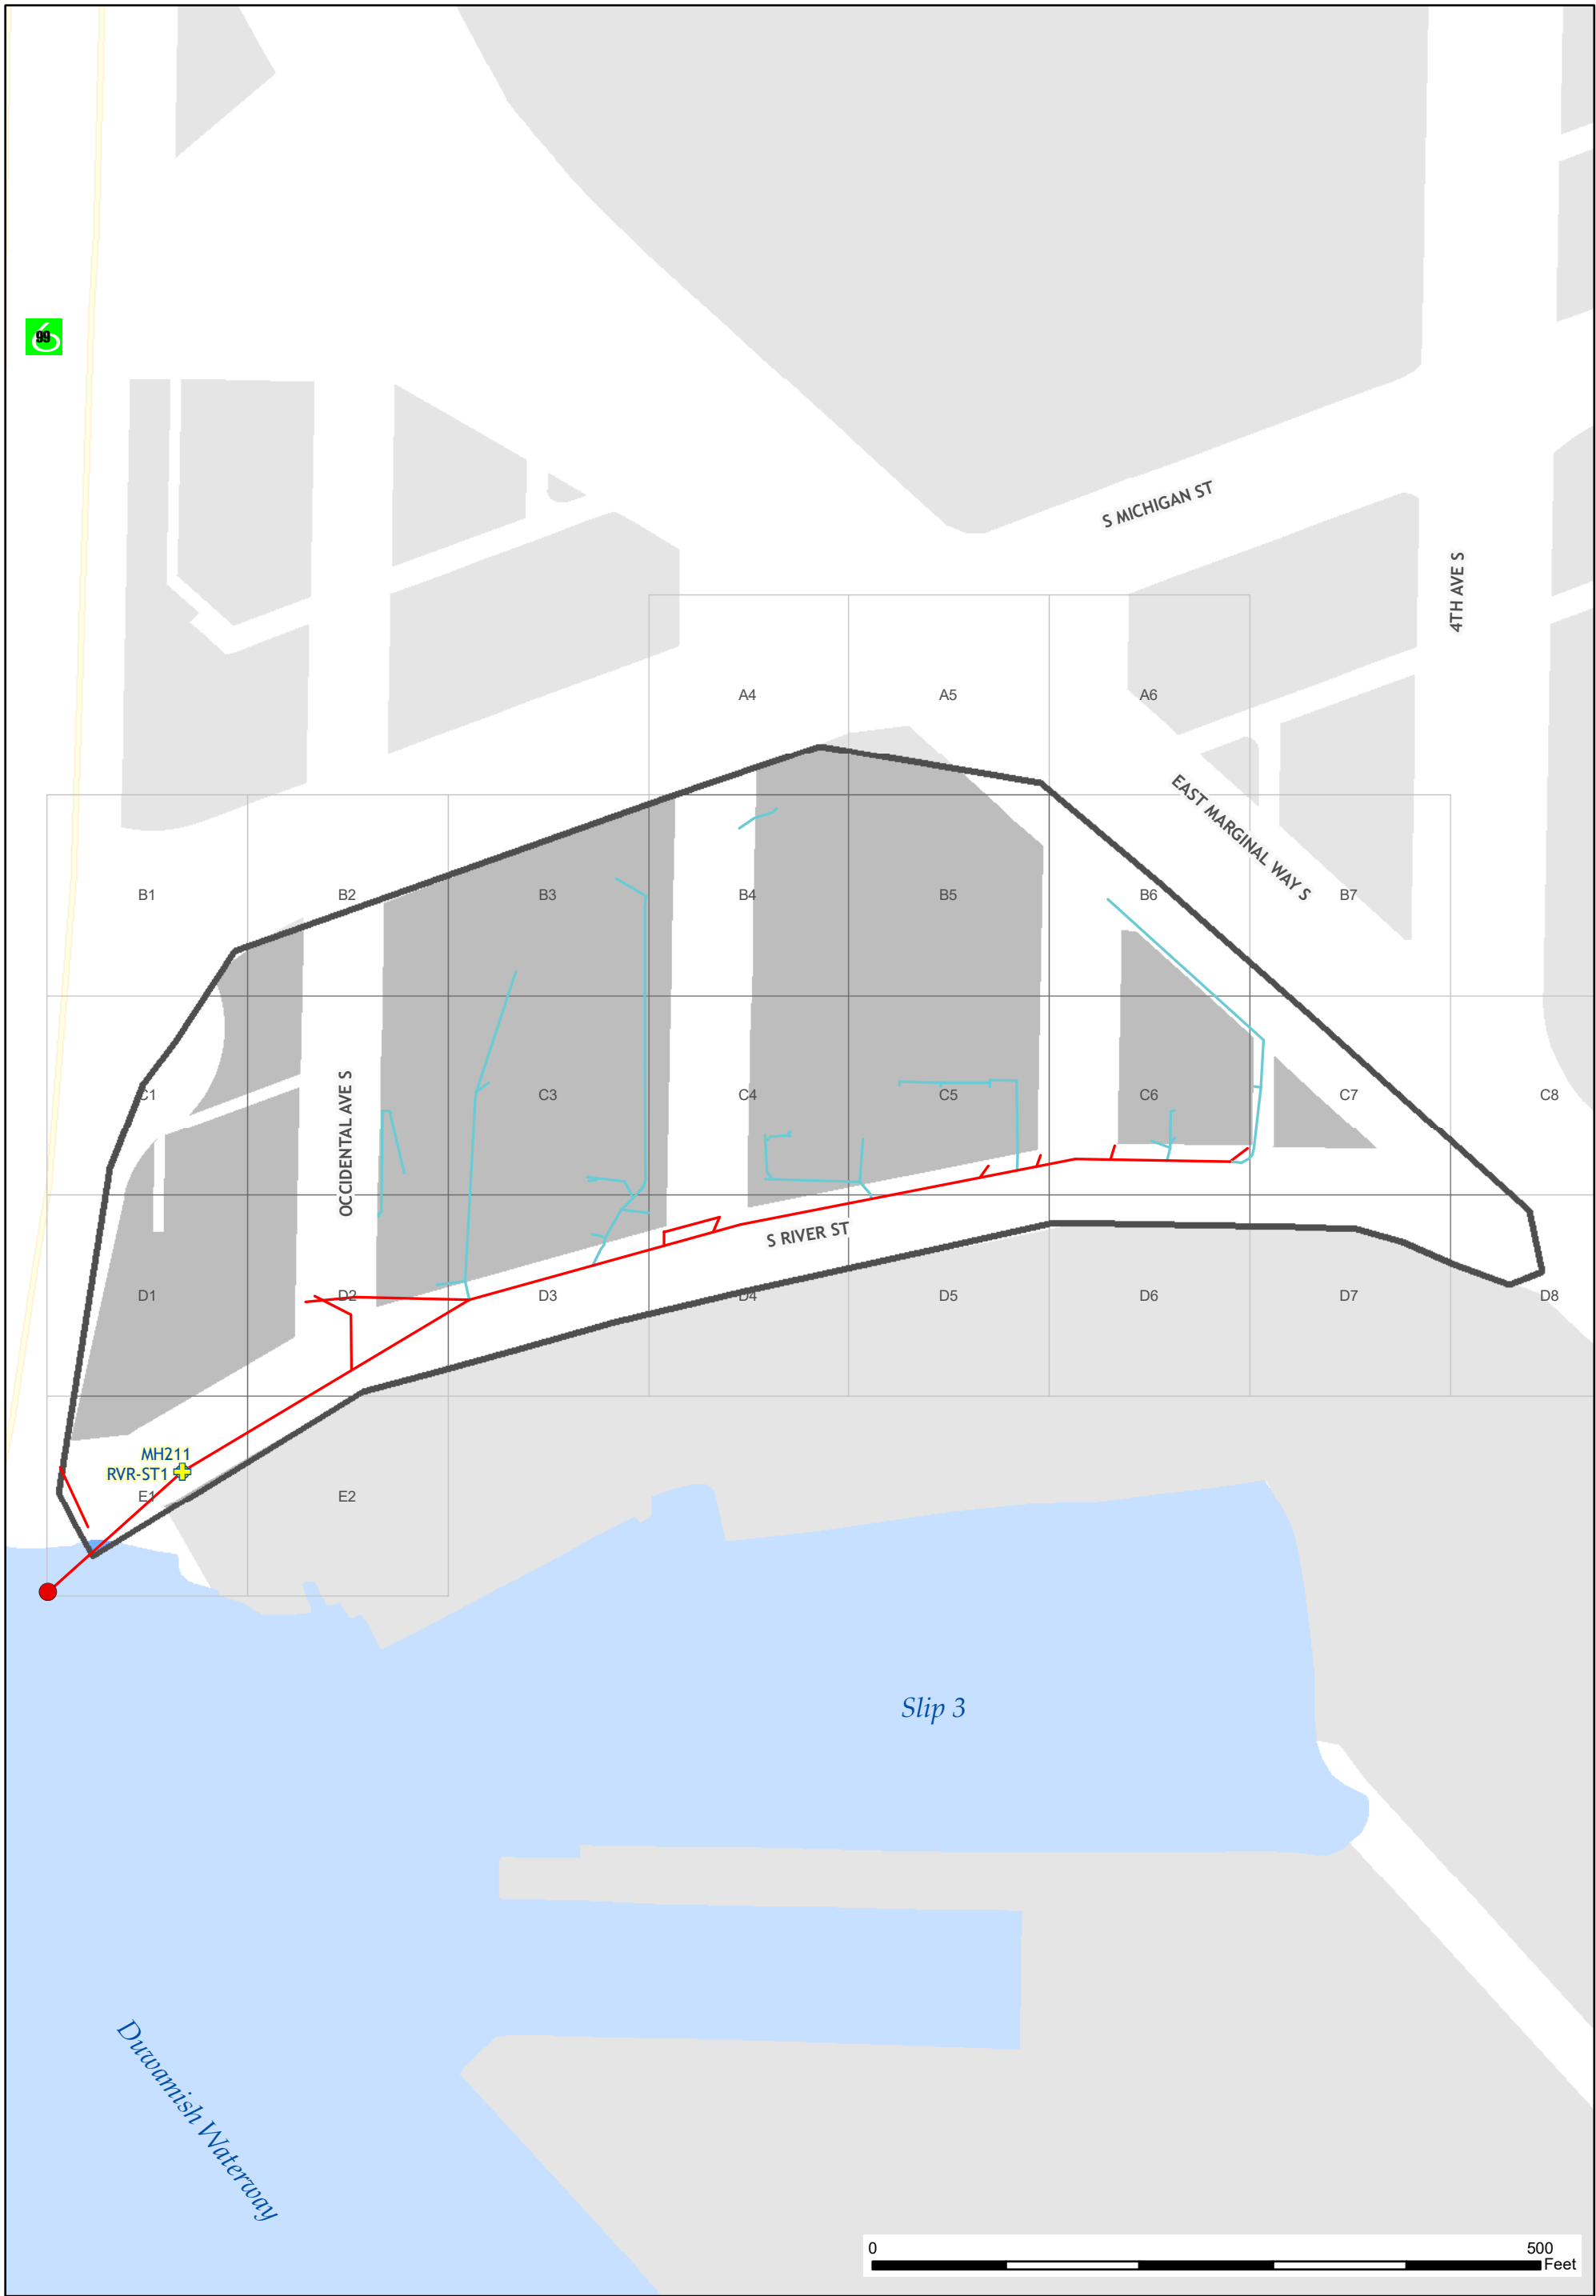 99
S MICHIGAN ST
4TH AVE S
A4
A5
A6
EAST MARGINAL WAY S
B1
B2
B3
B4
B5
B6
B7
OCCIDENTAL AVE S
C1
C3
C4
C5
C6
C7
C8
S RIVER ST
D1
D2
D3
D4
D5
D6
D7
D8
MH211
RVR-ST1
E1
E2
Slip 3
Duwamish Waterway
0
500
Feet